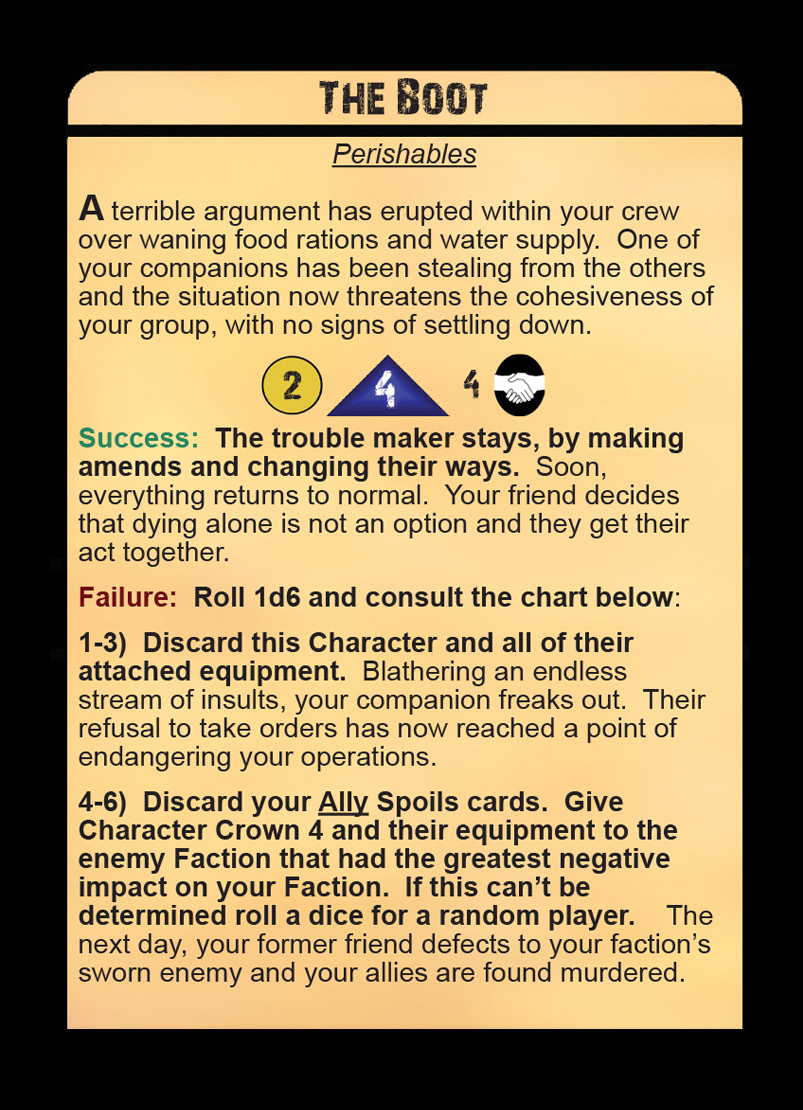 The Boot
Perishables
A terrible argument has erupted within your crew
over waning food rations and water supply.  One of
your companions has been stealing from the others
and the situation now threatens the cohesiveness of
your group, with no signs of settling down.
2 4 4
Success:  The trouble maker stays, by making
amends and changing their ways.  Soon,
everything returns to normal.  Your friend decides
that dying alone is not an option and they get their
act together.
Failure:  Roll 1d6 and consult the chart below:
1-3)  Discard this Character and all of their
attached equipment.  Blathering an endless
stream of insults, your companion freaks out.  Their
refusal to take orders has now reached a point of
endangering your operations.
4-6)  Discard your Ally Spoils cards.  Give
Character Crown 4 and their equipment to the
enemy Faction that had the greatest negative
impact on your Faction.  If this can’t be
determined roll a dice for a random player.    The
next day, your former friend defects to your faction’s
sworn enemy and your allies are found murdered.